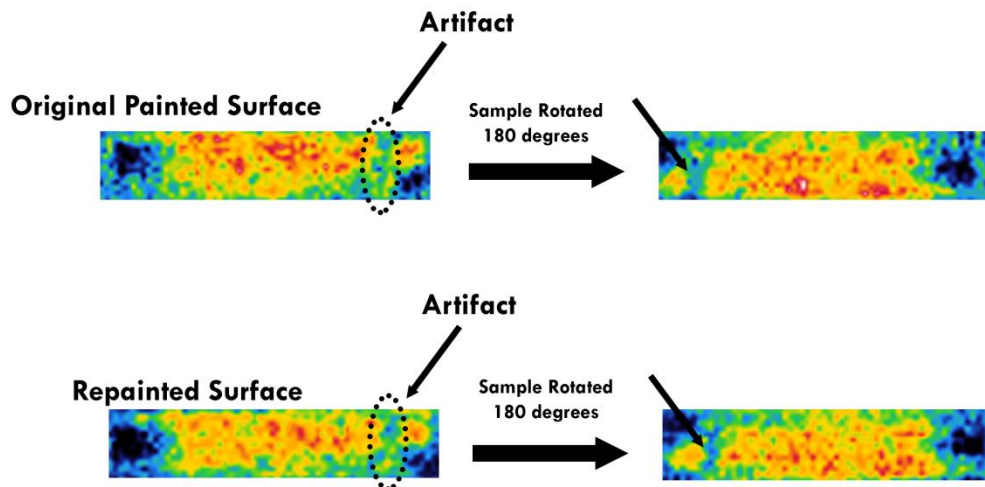 Artifact
Original Painted Surface
Sample Rotated
180 degrees
Artifact
Repainted Surface
Sample Rotated
180 degrees